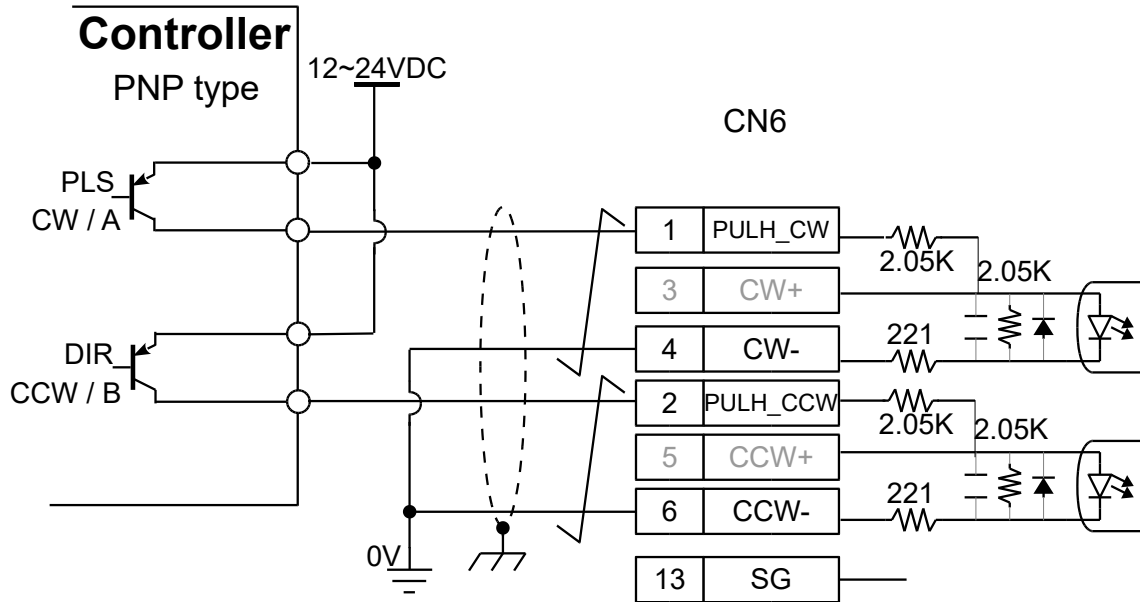 Controller
PNP type
12~24VDC
CN6
PLS
CW / A
DIR
CCW / B
1 PULH_CW
3 CW+
4 CW-
2 PULH_CCW
5 CCW+
6 CCW-
13 SG
2.05K
2.05K
221
2.05K
2.05K
221
0V